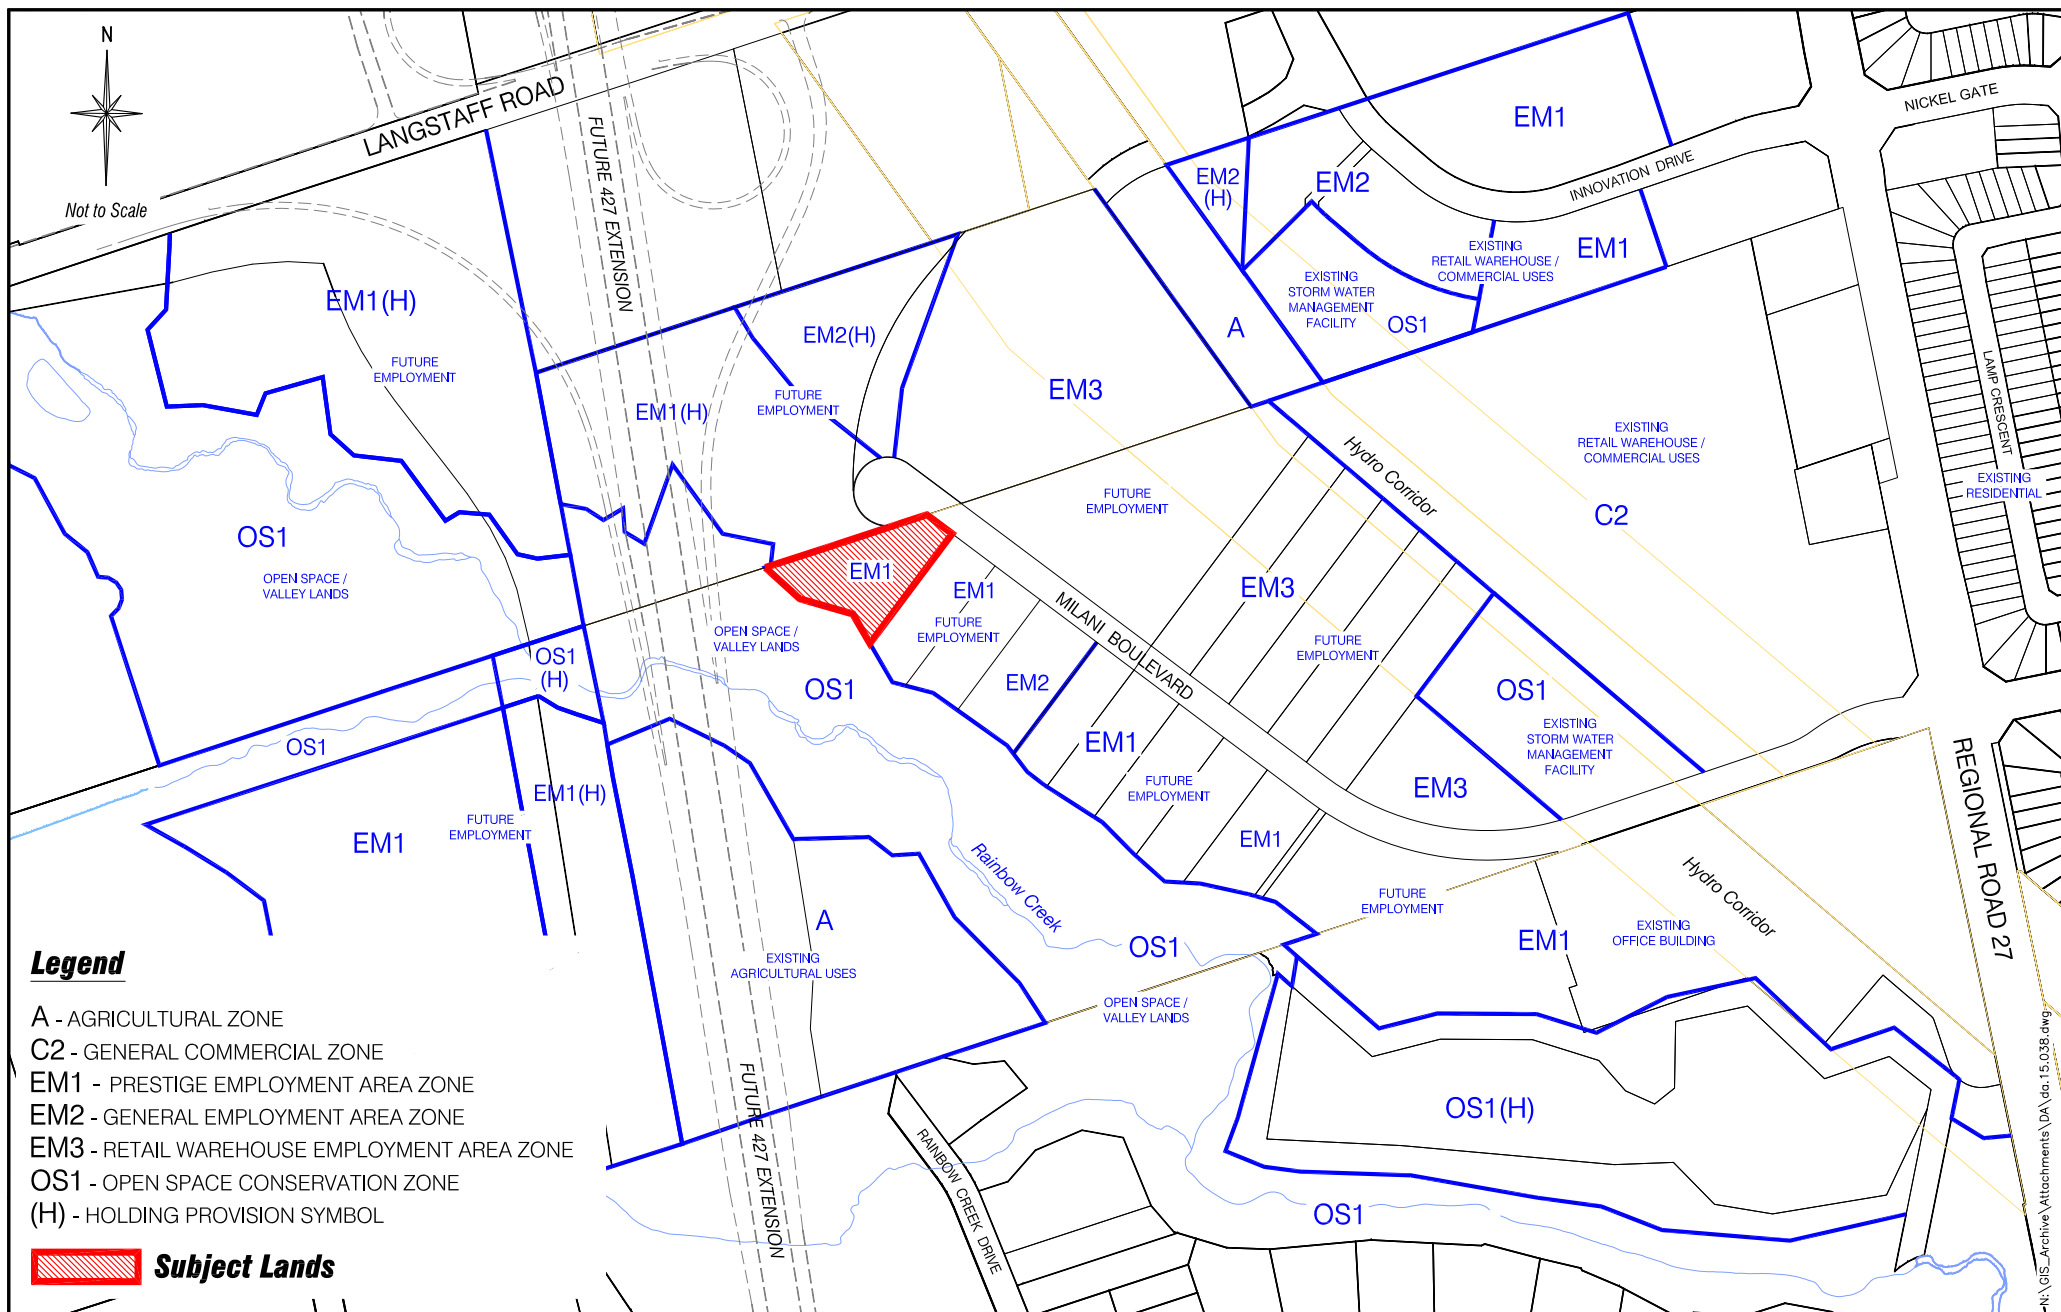 N
Not to Scale
LANGSTAFF ROAD
FUTURE 427 EXTENSION
NICKEL GATE
EM1
INNOVATION DRIVE
EM2
(H)
EM2
EXISTING
RETAIL WAREHOUSE /
COMMERCIAL USES
EM1
EXISTING
STORM WATER
MANAGEMENT
FACILITY
OS1
A
EM1(H)
FUTURE
EMPLOYMENT
EM2(H)
FUTURE
EMPLOYMENT
EM1(H)
EM3
LAMP CRESCENT
EXISTING
RETAIL WAREHOUSE /
COMMERCIAL USES
Hydro Corridor
EXISTING
RESIDENTIAL
C2
FUTURE
EMPLOYMENT
OS1
OPEN SPACE /
VALLEY LANDS
EM1
EM1
FUTURE
EMPLOYMENT
MILANI BOULEVARD
EM3
FUTURE
EMPLOYMENT
OPEN SPACE /
VALLEY LANDS
OS1
OS1
(H)
EM2
OS1
EXISTING
STORM WATER
MANAGEMENT
FACILITY
OS1
EM1
FUTURE
EMPLOYMENT
EM3
EM1(H)
FUTURE
EMPLOYMENT
EM1
EM1
REGIONAL ROAD 27
Rainbow Creek
FUTURE
EMPLOYMENT
Hydro Corridor
A
EXISTING
AGRICULTURAL USES
OS1
EM1
EXISTING
OFFICE BUILDING
OPEN SPACE /
VALLEY LANDS
FUTURE 427 EXTENSION
OS1(H)
RAINBOW CREEK DRIVE
OS1
Legend
A - AGRICULTURAL ZONE
C2 - GENERAL COMMERCIAL ZONE
EM1 - PRESTIGE EMPLOYMENT AREA ZONE
EM2 - GENERAL EMPLOYMENT AREA ZONE
EM3 - RETAIL WAREHOUSE EMPLOYMENT AREA ZONE
OS1 - OPEN SPACE CONSERVATION ZONE
(H) - HOLDING PROVISION SYMBOL
Subject Lands
N:\GIS_Archive\Attachments\DA\da.15.038.dwg